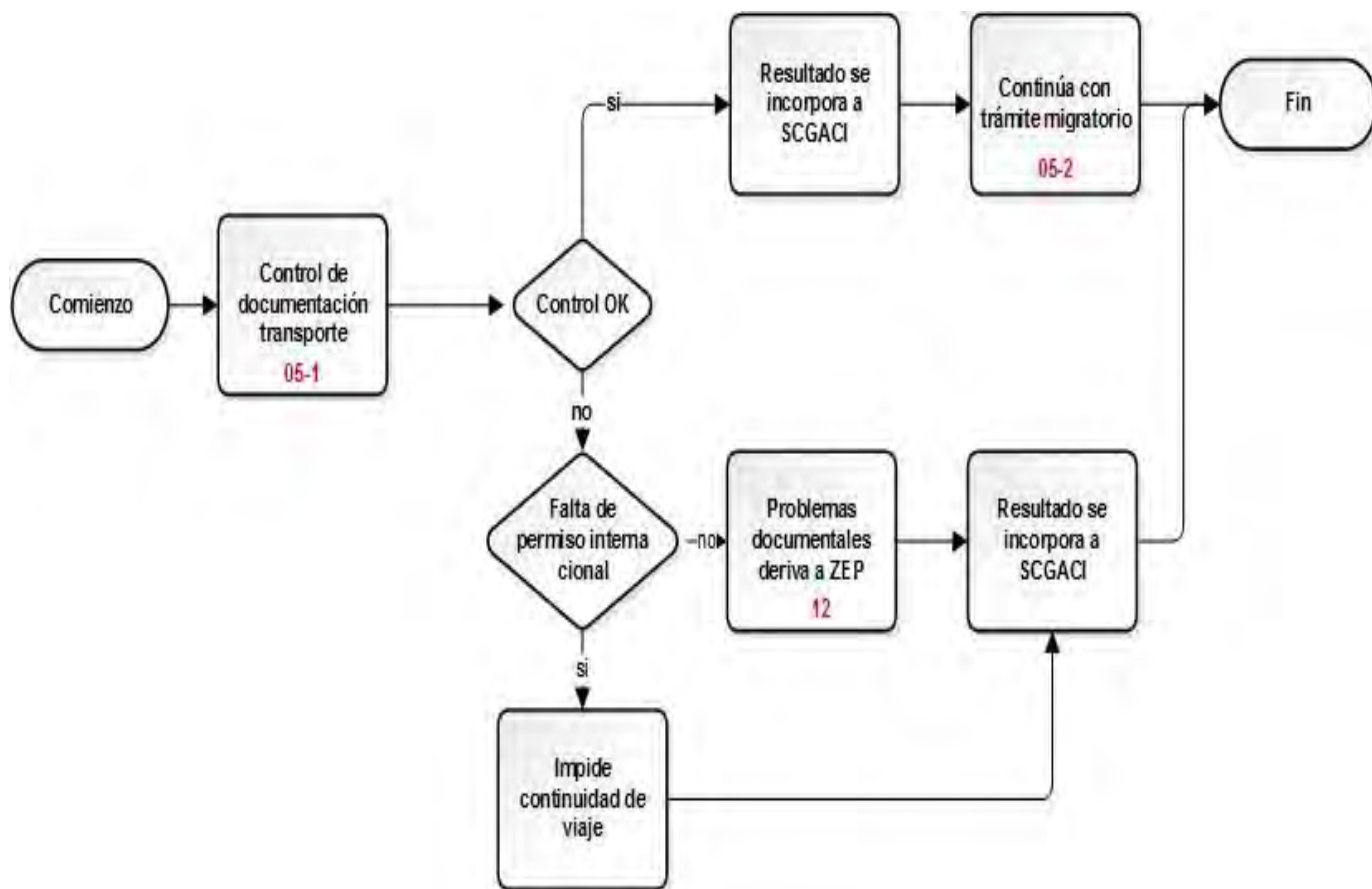 Comienzo
Control de
documentación
transporte
05-1
Control OK
si
Resultado se
incorpora a
SCGACI
Continúa con
trámite migratorio
05-2
Fin
no
Falta de
permiso interna
cional
no
Problemas
documentales
deriva a ZEP
12
Resultado se
incorpora a
SCGACI
si
Impide
continuidad de
viaje